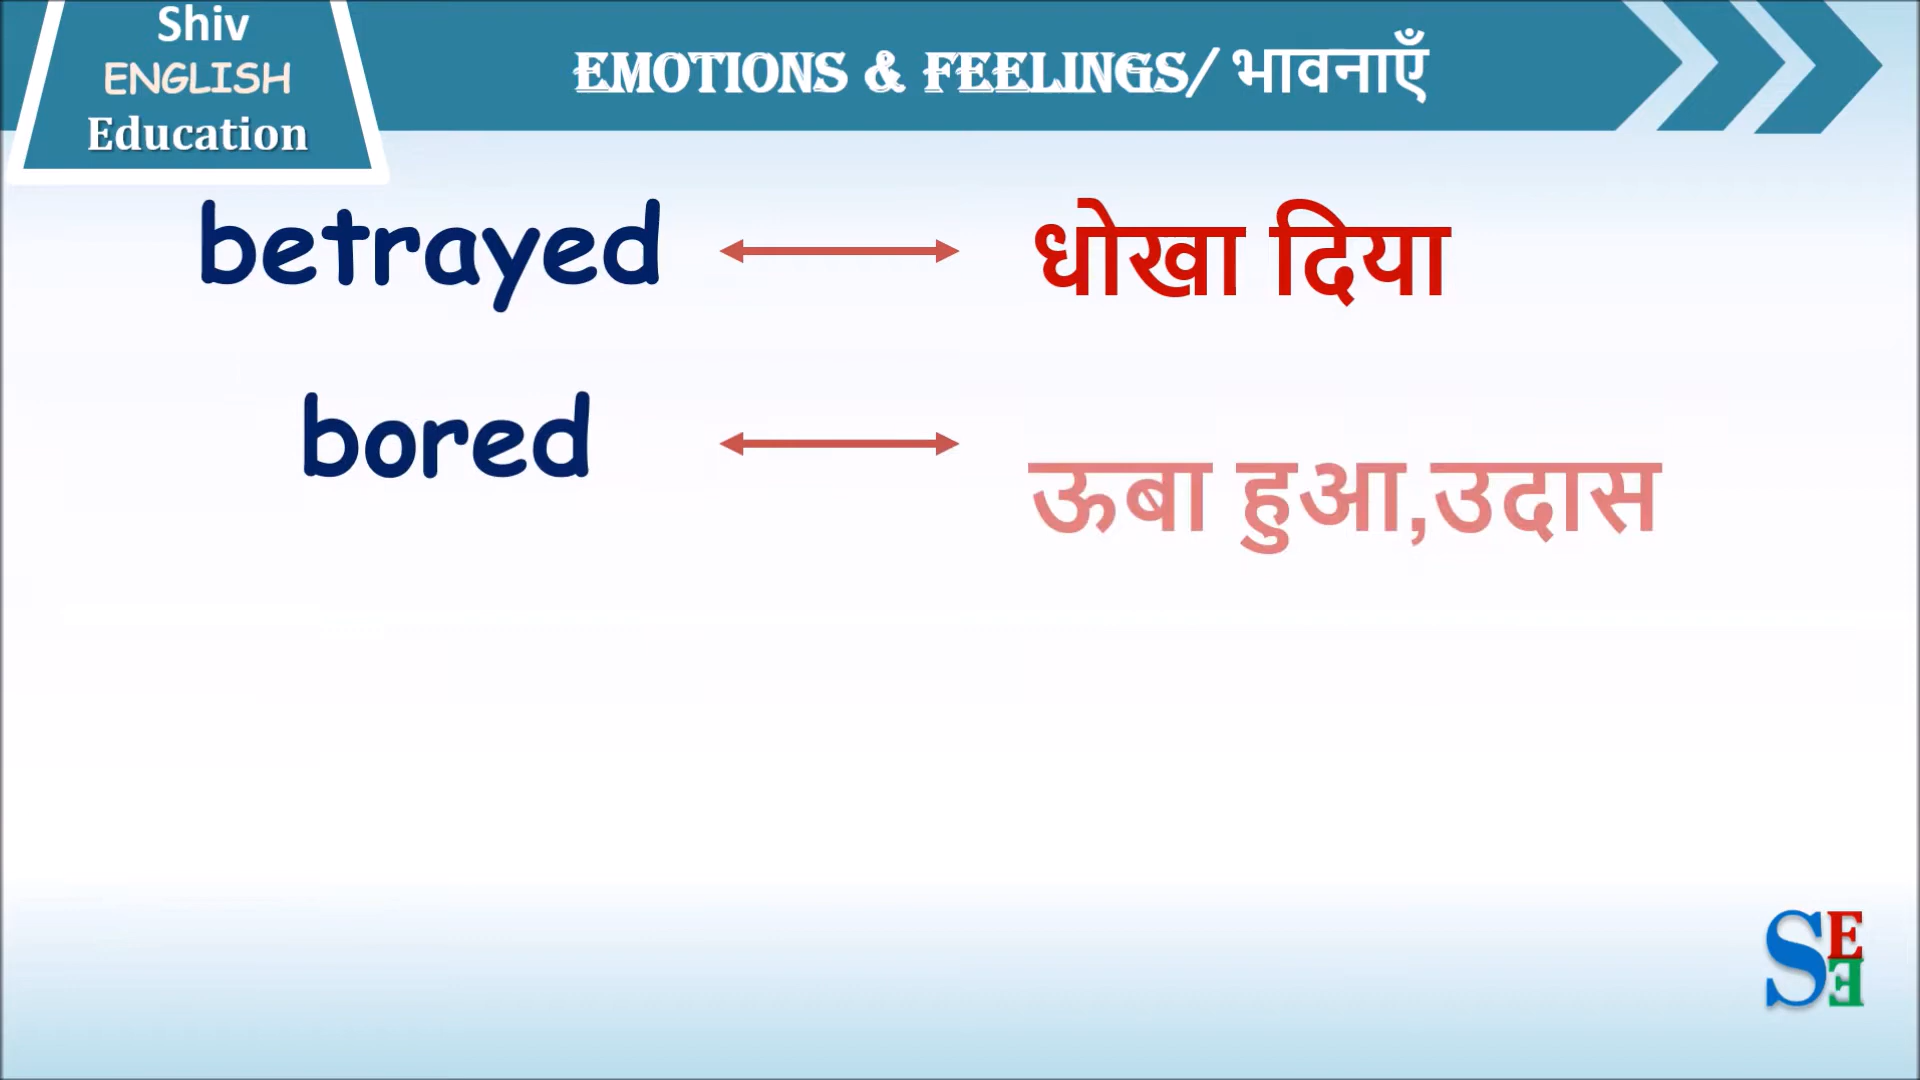 Shiv
ENGLISH
Education
EMOTIONS & FEELINGS/ भावनाएँ
betrayed
धोखा दिया
bored
ऊबा हुआ,उदास
SEE